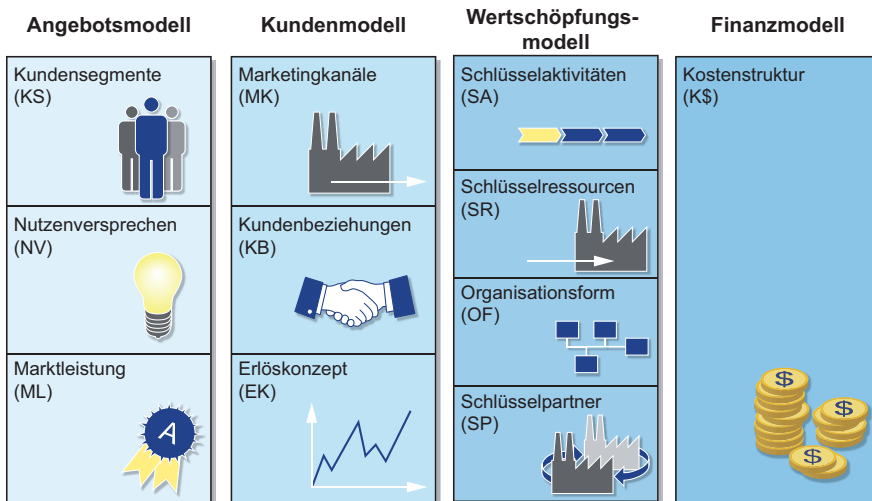 Angebotsmodell
Kundensegmente
(KS)
Nutzenversprechen
(NV)
Marktleistung
(ML)
A
Kundenmodell
Marketingkanäle
(MK)
Kundenbeziehungen
(KB)
Erlöskonzept
(EK)
Wertschöpfungs-
modell
Schlüsselaktivitäten
(SA)
Schlüsselressourcen
(SR)
Organisationsform
(OF)
Schlüsselpartner
(SP)
Finanzmodell
Kostenstruktur
(K$)
$
$
$